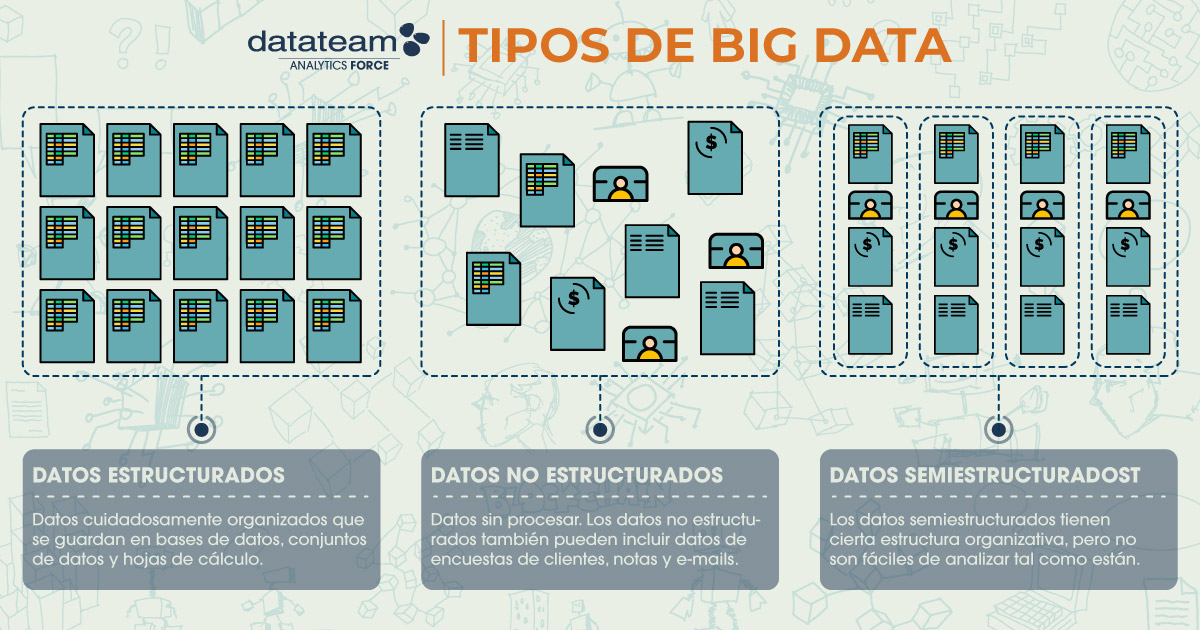 datateam
ANALYTICS FORCE
TIPOS DE BIG DATA
DATOS ESTRUCTURADOS
Datos cuidadosamente organizados que
se guardan en bases de datos, conjuntos
de datos y hojas de cálculo.
DATOS NO ESTRUCTURADOS
Datos sin procesar. Los datos no estructu-
rados también pueden incluir datos de
encuestas de clientes, notas y e-mails.
DATOS SEMIESTRUCTURADOST
Los datos semiestructurados tienen
cierta estructura organizativa, pero no
son fáciles de analizar tal como están.
BLOCKCHAIN